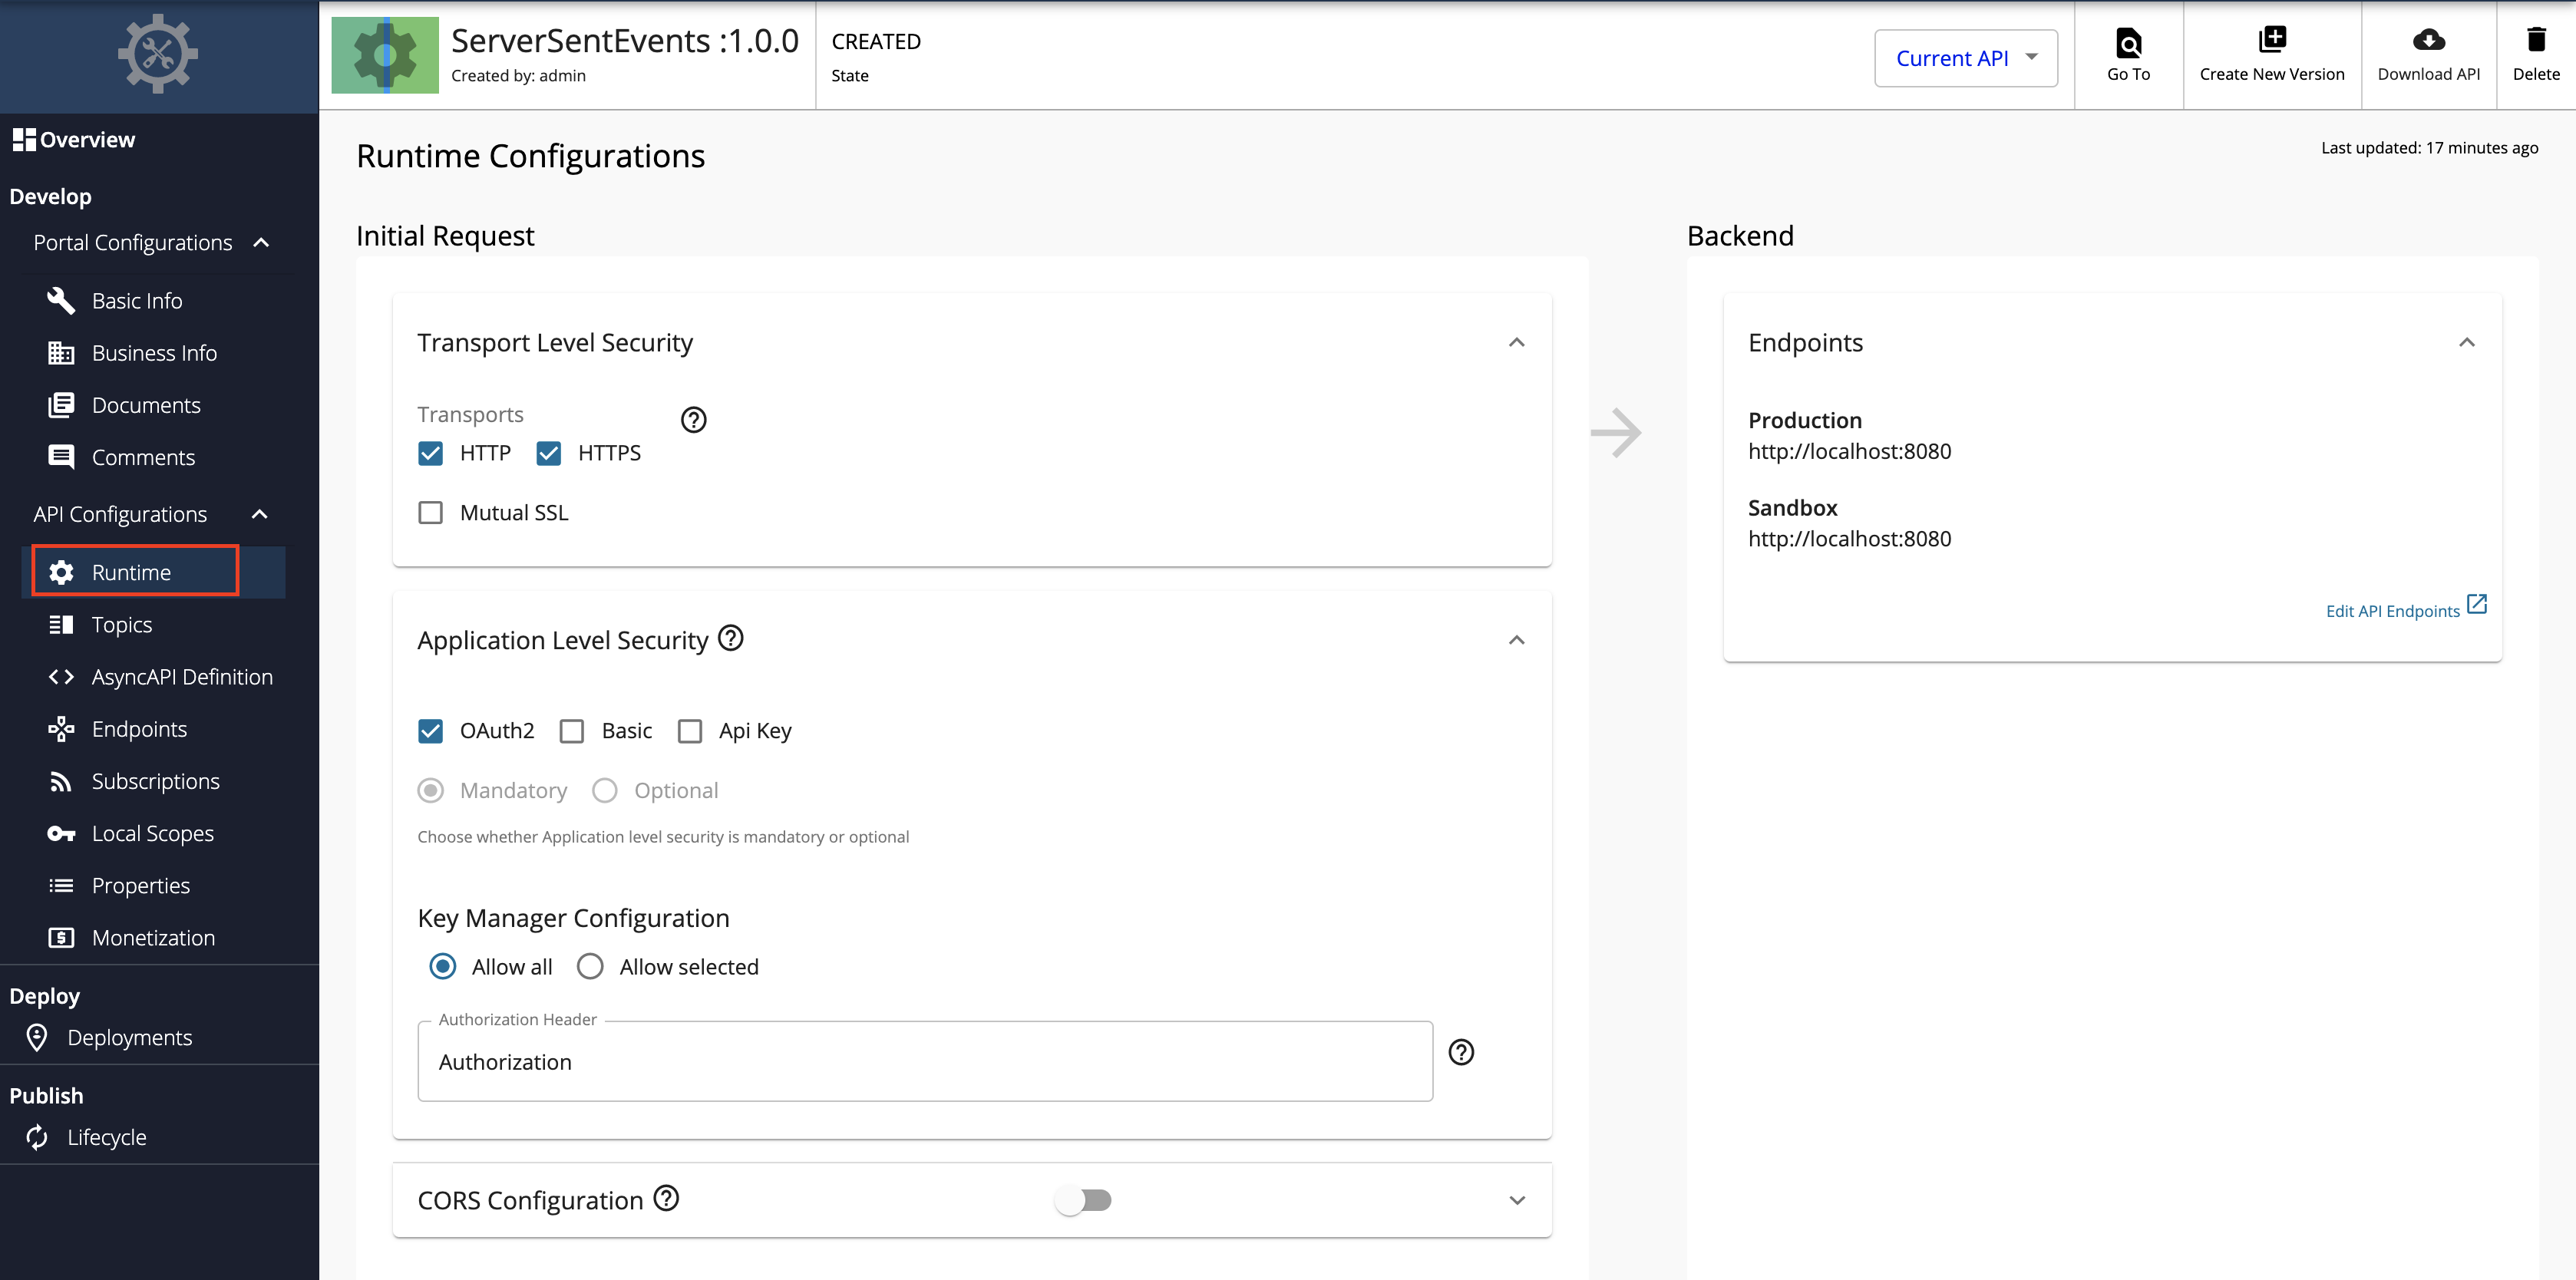 ServerSentEvents :1.0.0
Created by: admin
CREATED
State
Current API
Go To
Create New Version
Download API
Delete
Overview
Develop
Portal Configurations
Basic Info
Business Info
Documents
Comments
API Configurations
Runtime
Topics
AsyncAPI Definition
Endpoints
Subscriptions
Local Scopes
Properties
Monetization
Deploy
Deployments
Publish
Lifecycle
Runtime Configurations
Last updated: 17 minutes ago
Initial Request
Transport Level Security
Transports
HTTP HTTPS
Mutual SSL
Application Level Security
OAuth2 Basic Api Key
Mandatory Optional
Choose whether Application level security is mandatory or optional
Key Manager Configuration
Allow all Allow selected
Authorization Header
Authorization
CORS Configuration
Backend
Endpoints
Production
http://localhost:8080
Sandbox
http://localhost:8080
Edit API Endpoints